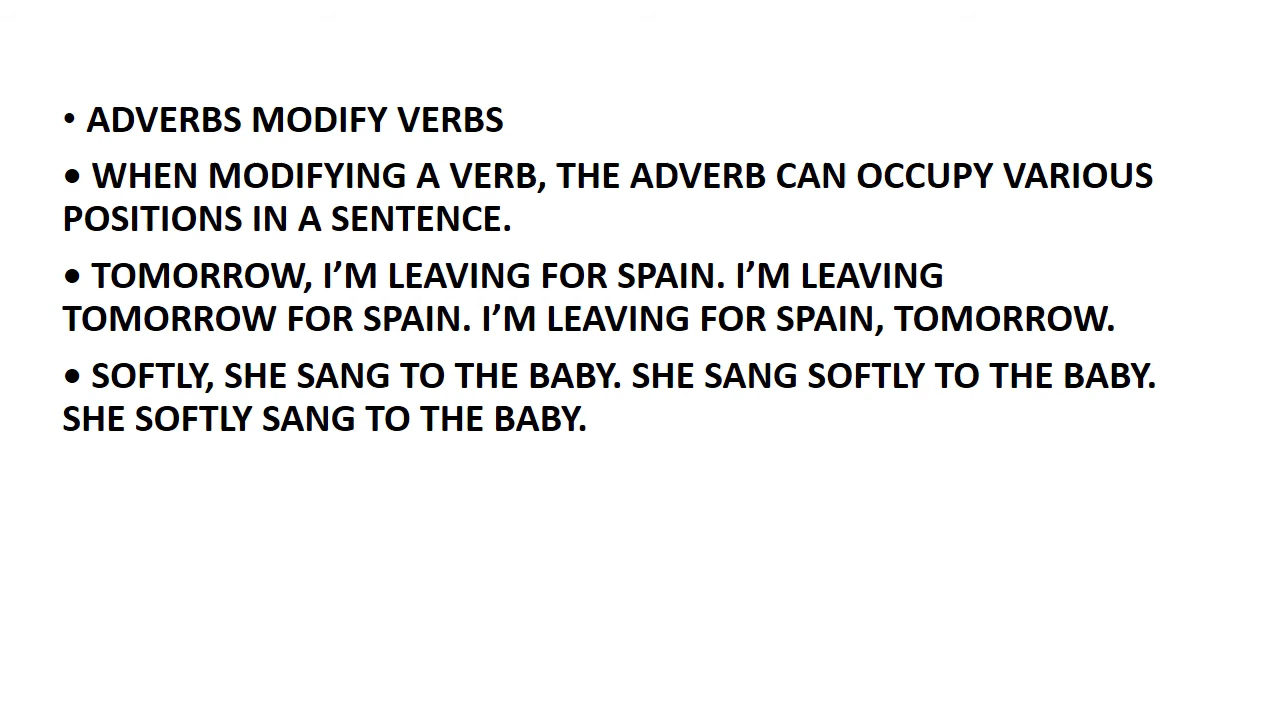 • ADVERBS MODIFY VERBS
• WHEN MODIFYING A VERB, THE ADVERB CAN OCCUPY VARIOUS
POSITIONS IN A SENTENCE.
• TOMORROW, I’M LEAVING FOR SPAIN. I’M LEAVING
TOMORROW FOR SPAIN. I’M LEAVING FOR SPAIN, TOMORROW.
• SOFTLY, SHE SANG TO THE BABY. SHE SANG SOFTLY TO THE BABY.
SHE SOFTLY SANG TO THE BABY.